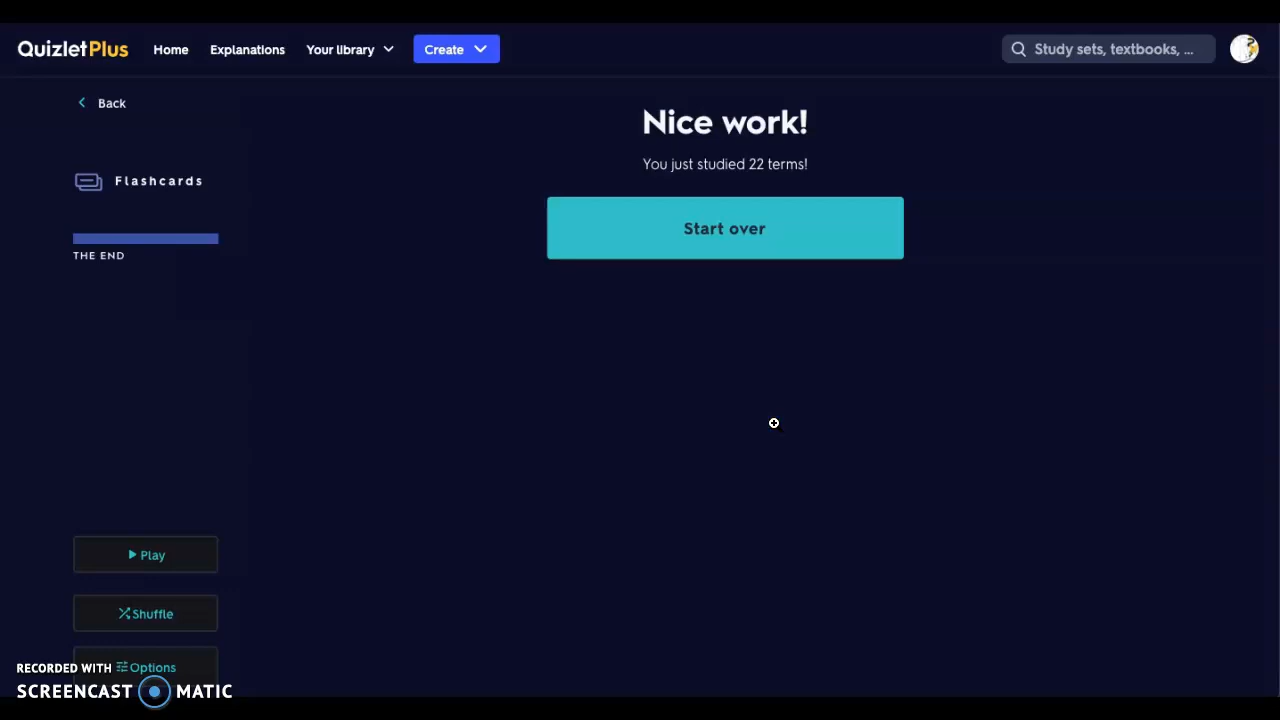 QuizletPlus Home Explanations Your library Create Study sets, textbooks, ...
Back
Nice work!
You just studied 22 terms!
Flashcards
Start over
THE END
Play
Shuffle
Options
RECORDED WITH
SCREENCAST MATIC